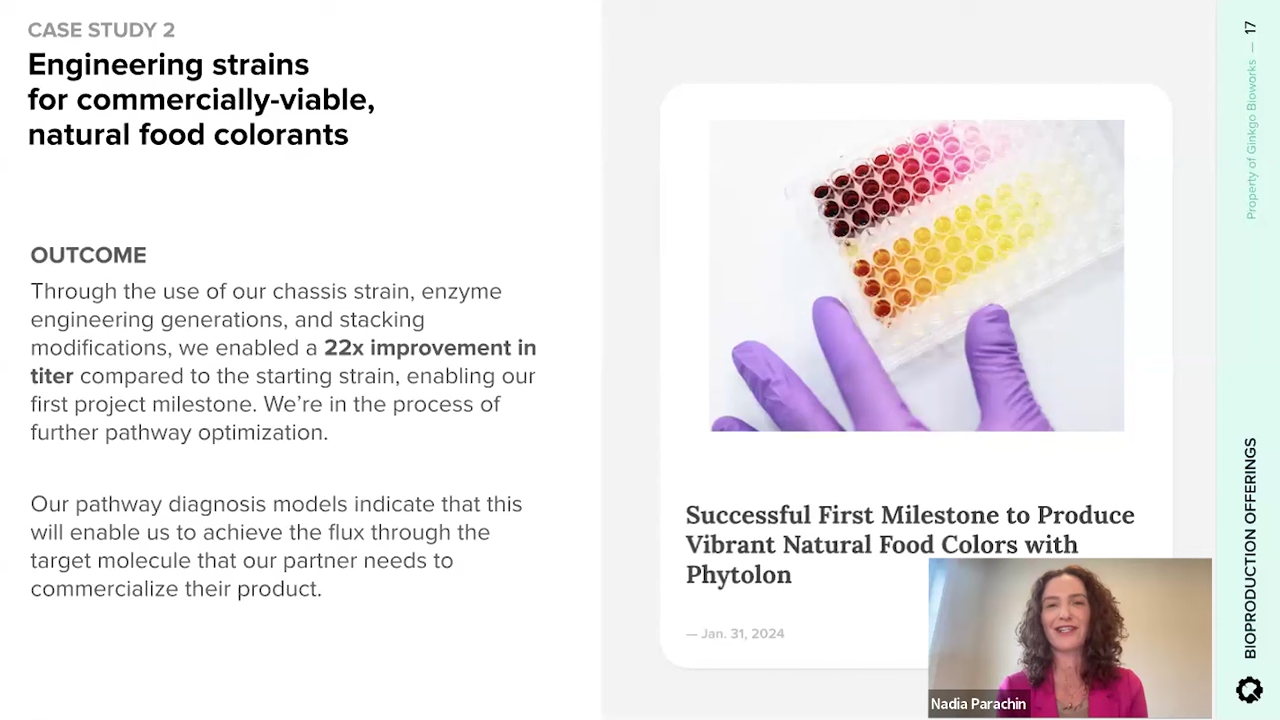 CASE STUDY 2
Engineering strains
for commercially-viable,
natural food colorants
OUTCOME
Through the use of our chassis strain, enzyme
engineering generations, and stacking
modifications, we enabled a 22x improvement in
titer compared to the starting strain, enabling our
first project milestone. We’re in the process of
further pathway optimization.
Our pathway diagnosis models indicate that this
will enable us to achieve the flux through the
target molecule that our partner needs to
commercialize their product.
Successful First Milestone to Produce
Vibrant Natural Food Colors with
Phytolon
— Jan. 31, 2024
Nadia Parachin
Property of Ginkgo Bioworks — 17
BIOPRODUCTION OFFERINGS